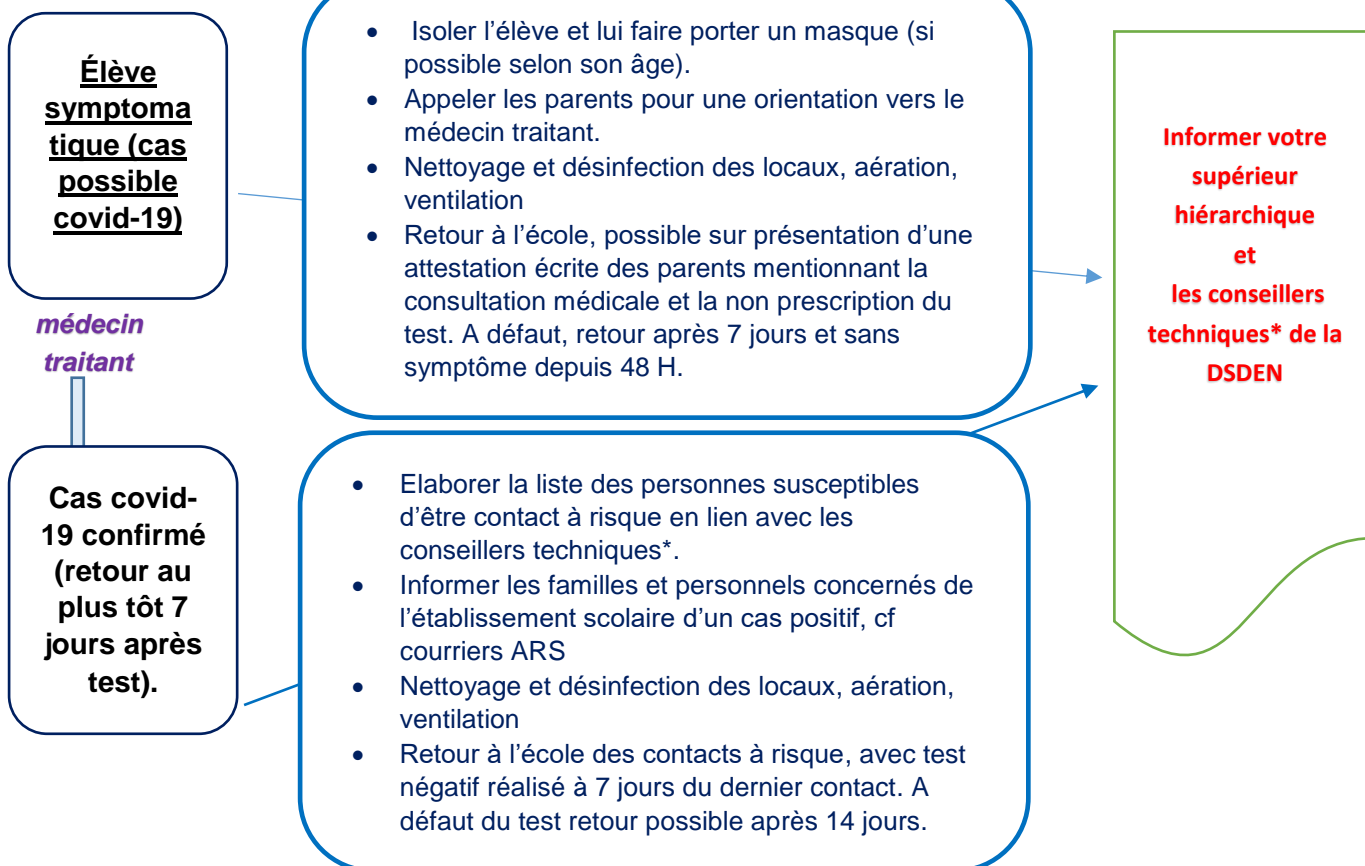 Élève
symptoma
tique (cas
possible
covid-19)
médecin
traitant
• Isoler l’élève et lui faire porter un masque (si
possible selon son âge).
• Appeler les parents pour une orientation vers le
médecin traitant.
• Nettoyage et désinfection des locaux, aération,
ventilation
• Retour à l’école, possible sur présentation d’une
attestation écrite des parents mentionnant la
consultation médicale et la non prescription du
test. A défaut, retour après 7 jours et sans
symptôme depuis 48 H.
Informer votre
supérieur
hiérarchique
et
les conseillers
techniques* de la
DSDEN
Cas covid-
19 confirmé
(retour au
plus tôt 7
jours après
test).
• Elaborer la liste des personnes susceptibles
d’être contact à risque en lien avec les
conseillers techniques*.
• Informer les familles et personnels concernés de
l’établissement scolaire d’un cas positif, cf
courriers ARS
• Nettoyage et désinfection des locaux, aération,
ventilation
• Retour à l’école des contacts à risque, avec test
négatif réalisé à 7 jours du dernier contact. A
défaut du test retour possible après 14 jours.